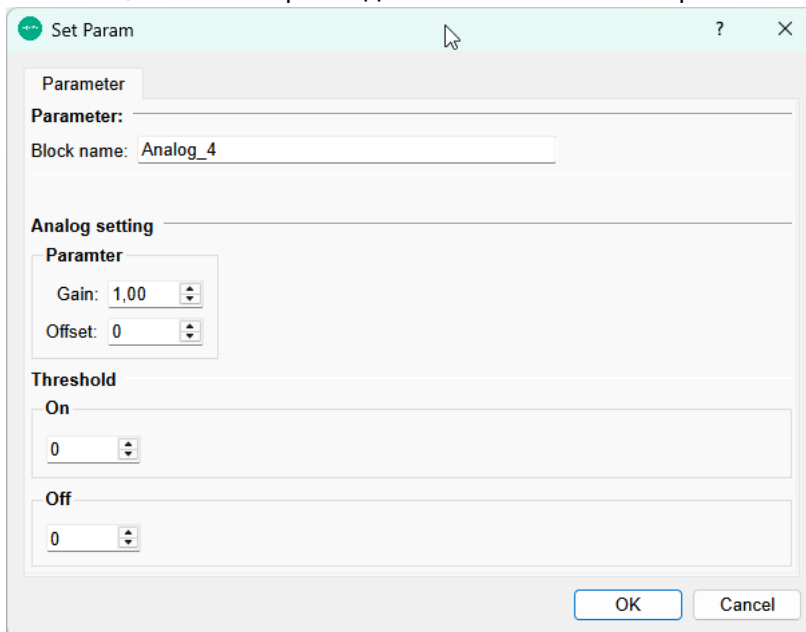 Set Param ?
Parameter
Parameter:
Block name: Analog_4
Analog setting
Paramter
Gain: 1,00
Offset: 0
Threshold
On
0
Off
0
OK Cancel